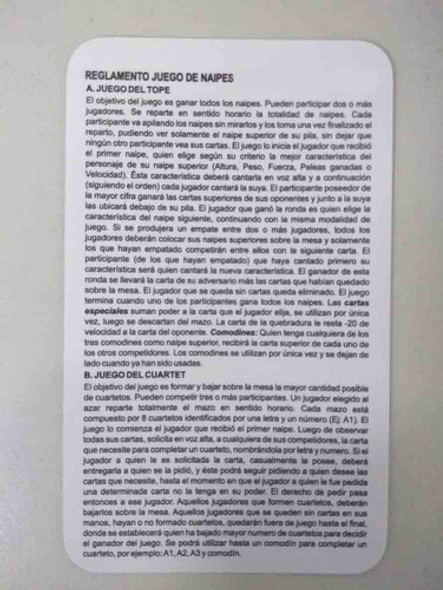 REGLAMENTO JUEGO DE NAIPES
A. JUEGO DEL TOPE
El objetivo del juego es ganar todos los naipes. Pueden participar dos o más
jugadores. Se reparte en sentido horario la totalidad de naipes. Cada
participante va apilando los naipes sin mirarlos y los toma una vez finalizado el
reparto, pudiendo ver solamente el naipe superior de su pila, sin dejar que
ningún otro participante vea sus cartas. El juego lo inicia el jugador que recibió
el primer naipe, quien elige según su criterio la mejor característica del
personaje de su naipe superior (Altura, Peso, Fuerza, Peleas ganadas o
Velocidad). Ésta característica deberá cantarla en voz alta y a continuación
(siguiendo el orden) cada jugador cantará la suya. El participante poseedor de
la mayor cifra ganará las cartas superiores de sus oponentes y junto a la suya
las ubicará debajo de su pila. El jugador que ganó la ronda es quien elige la
característica del naipe siguiente, continuando con la misma modalidad de
juego. Si se produjera un empate entre dos o más jugadores, todos los
jugadores deberán colocar sus naipes superiores sobre la mesa y solamente
los que hayan empatado competirán entre ellos con la siguiente carta. El
participante (de los que hayan empatado) que haya cantado primero su
característica será quien cantará la nueva característica. El ganador de esta
ronda se llevará la carta de su adversario más las cartas que habían quedado
sobre la mesa. El jugador que se queda sin cartas queda eliminado. El juego
termina cuando uno de los participantes gana todos los naipes. Las cartas
especiales suman poder a la carta que el jugador elija, se utilizan por única
vez, luego se descartan del mazo. La carta de la quebradura le resta -20 de
velocidad a la carta del oponente. Comodines: Quien tenga cualquiera de los
tres comodines como naipe superior, recibirá la carta superior de cada uno de
los otros competidores. Los comodines se utilizan por única vez y se dejan de
lado cuando ya han sido usadas.
B. JUEGO DEL CUARTET
El objetivo del juego es formar y bajar sobre la mesa la mayor cantidad posible
de cuartetos. Pueden competir tres o más participantes. Un jugador elegido al
azar reparte totalmente el mazo en sentido horario. Cada mazo está
compuesto por 8 cuartetos identificados por una letra y un número (Ej: A1). El
juego lo comienza el jugador que recibió el primer naipe. Luego de observar
todas sus cartas, solicita en voz alta, a cualquiera de sus competidores, la carta
que necesite para completar un cuarteto, nombrándola por letra y numero. Si el
jugador a quien le es solicitada la carta, casualmente la posee, deberá
entregarla a quien se la pidió, y éste podrá seguir pidiendo a quien desee las
cartas que necesite, hasta el momento en que el jugador a quien le fue pedida
una determinada carta no la tenga en su poder. El derecho de pedir pasa
entonces a ese jugador. Aquellos jugadores que formen cuartetos, deberán
bajarlos sobre la mesa. Aquellos jugadores que se queden sin cartas en sus
manos, hayan o no formado cuartetos, quedarán fuera de juego hasta el final,
donde se establecerá quien ha bajado mayor numero de cuartetos para decidir
el ganador del juego. Se podrá utilizar hasta un comodín para completar un
cuarteto, por ejemplo: A1, A2, A3 y comodín.